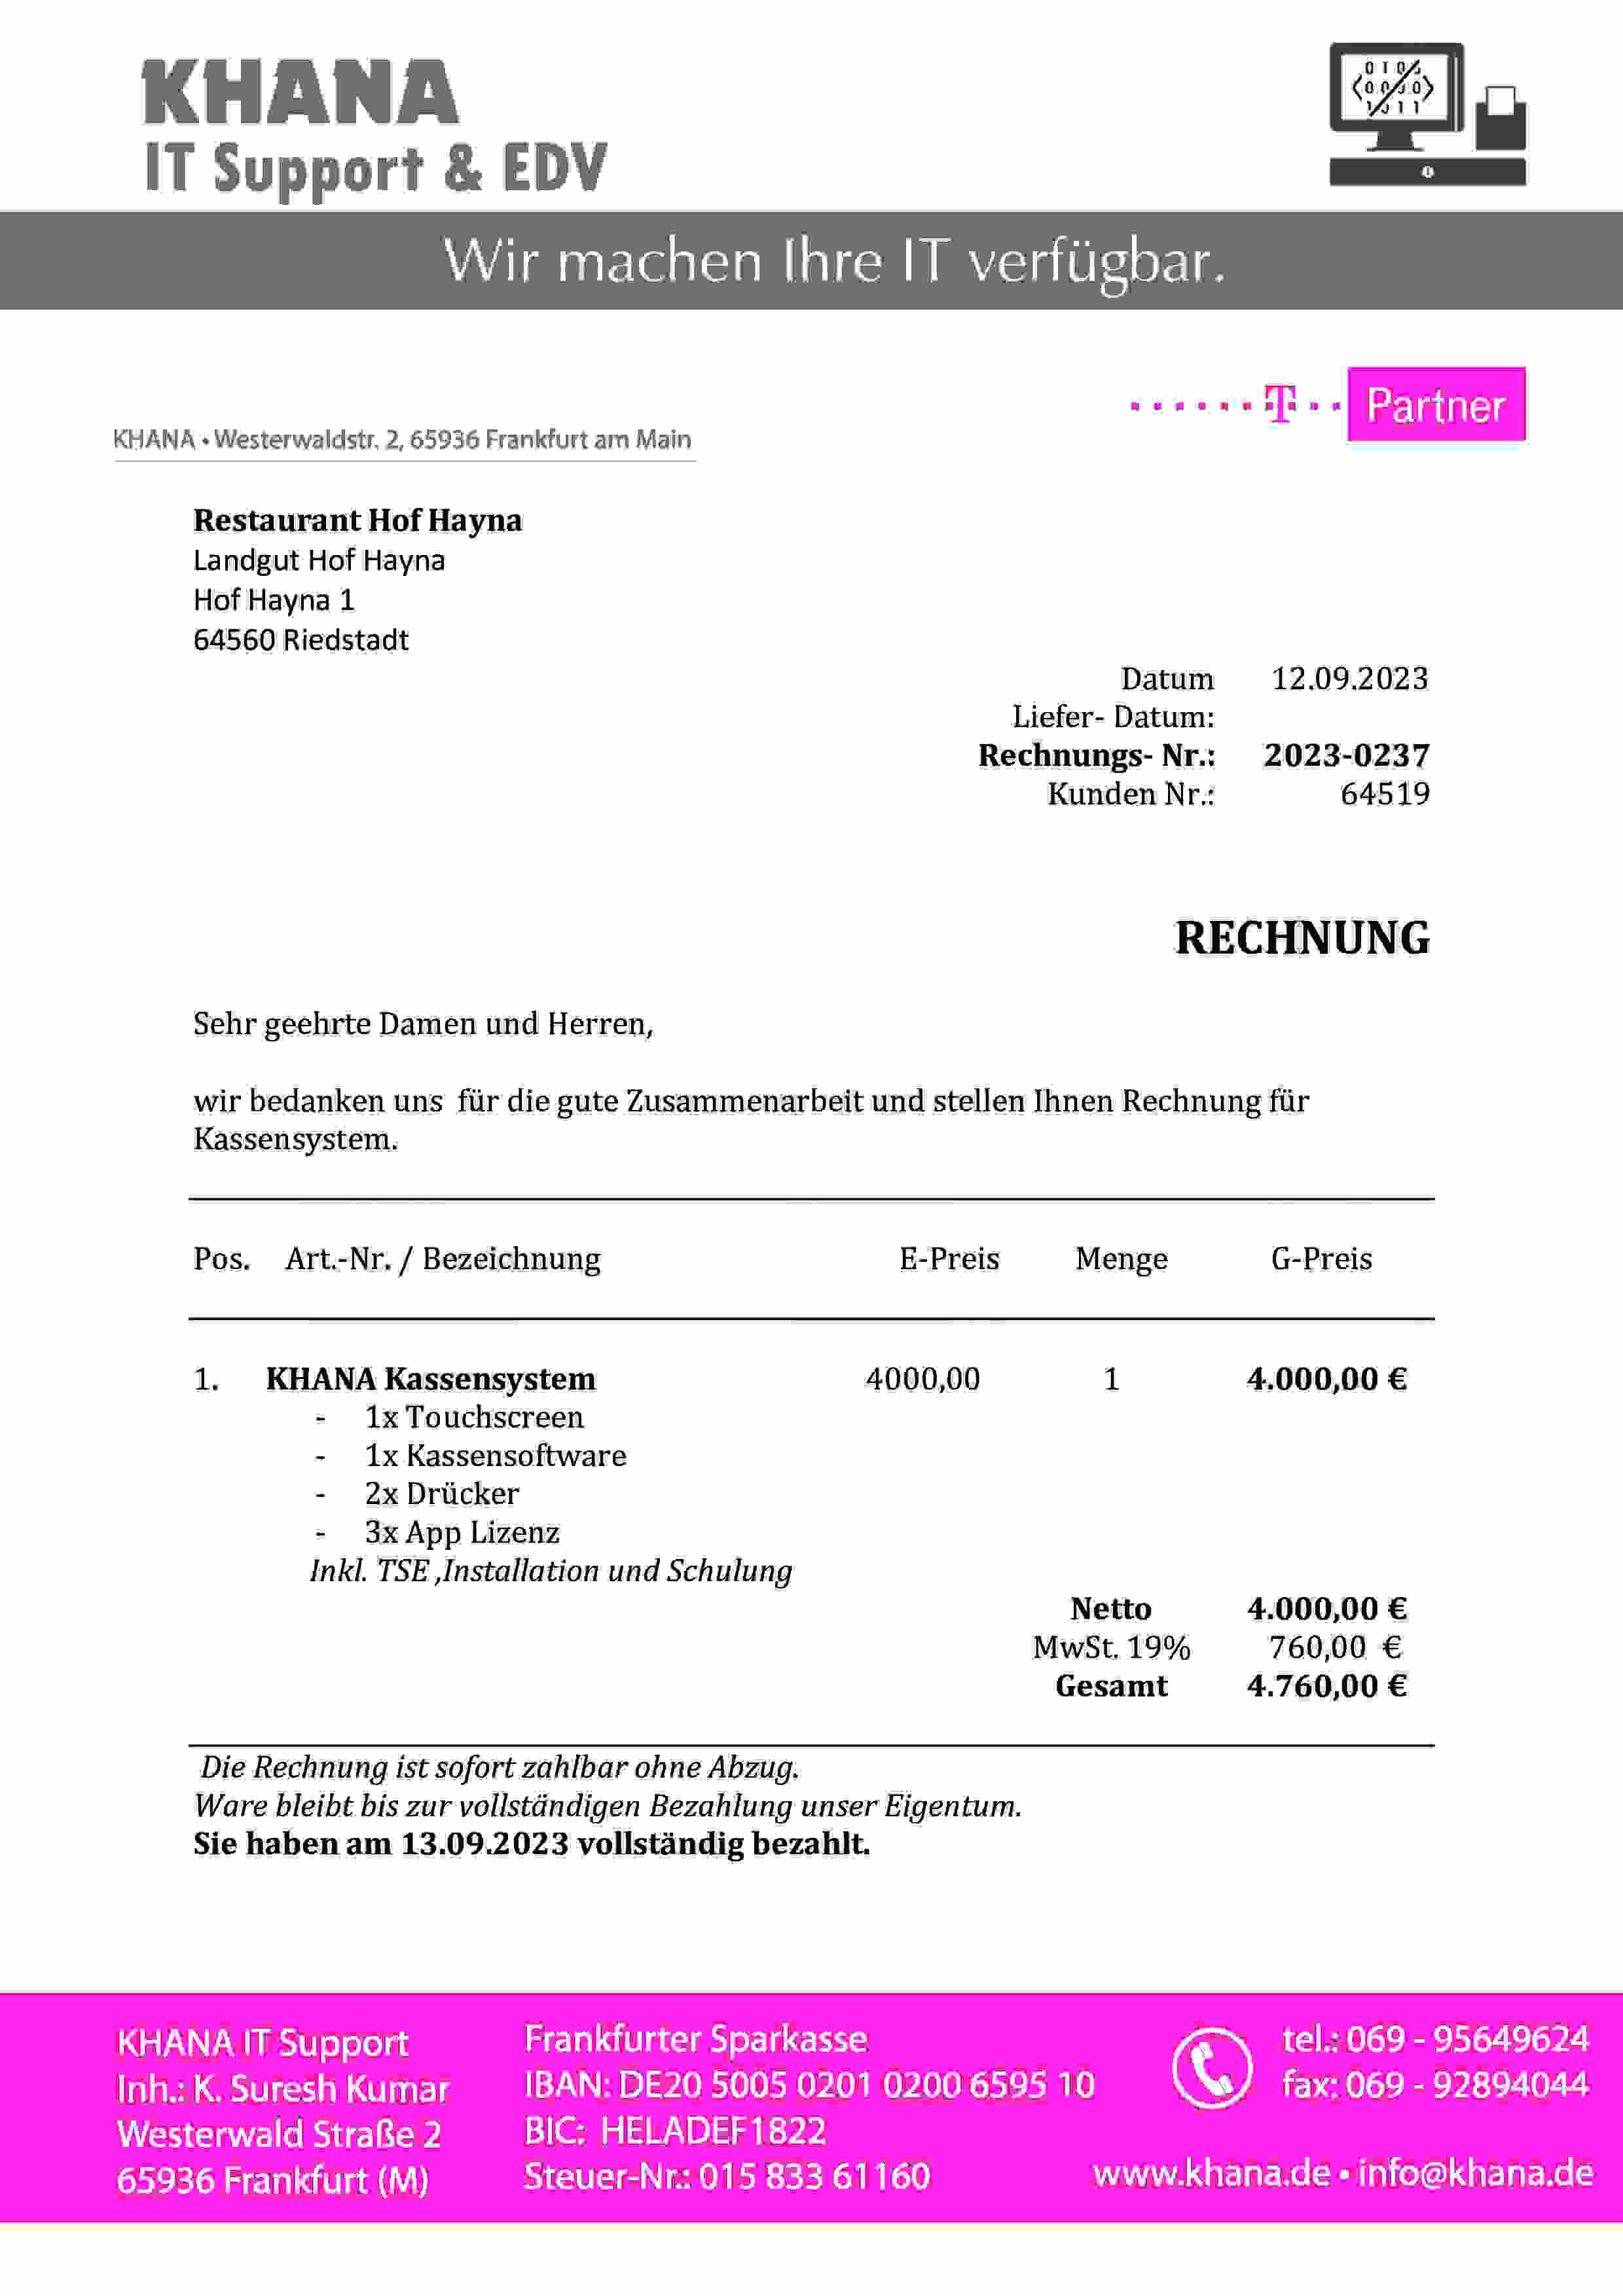 KHANA
IT Support & EDV
Wir machen Ihre IT verfügbar.
T Partner
KHANA • Westerwaldstr. 2, 65936 Frankfurt am Main
Restaurant Hof Hayna
Landgut Hof Hayna
Hof Hayna 1
64560 Riedstadt
Datum 12.09.2023
Liefer- Datum:
Rechnungs- Nr.: 2023-0237
Kunden Nr.: 64519
RECHNUNG
Sehr geehrte Damen und Herren,
wir bedanken uns für die gute Zusammenarbeit und stellen Ihnen Rechnung für
Kassensystem.
Pos. Art.-Nr. / Bezeichnung E-Preis Menge G-Preis
1. KHANA Kassensystem 4000,00 1 4.000,00 €
- 1x Touchscreen
- 1x Kassensoftware
- 2x Drücker
- 3x App Lizenz
Inkl. TSE ,Installation und Schulung
Netto 4.000,00 €
MwSt. 19% 760,00 €
Gesamt 4.760,00 €
Die Rechnung ist sofort zahlbar ohne Abzug.
Ware bleibt bis zur vollständigen Bezahlung unser Eigentum.
Sie haben am 13.09.2023 vollständig bezahlt.
KHANA IT Support
Inh.: K. Suresh Kumar
Westerwald Straße 2
65936 Frankfurt (M)
Frankfurter Sparkasse
IBAN: DE20 5005 0201 0200 6595 10
BIC: HELADEF1822
Steuer-Nr.: 015 833 61160
tel.: 069 - 95649624
fax: 069 - 92894044
www.khana.de • info@khana.de